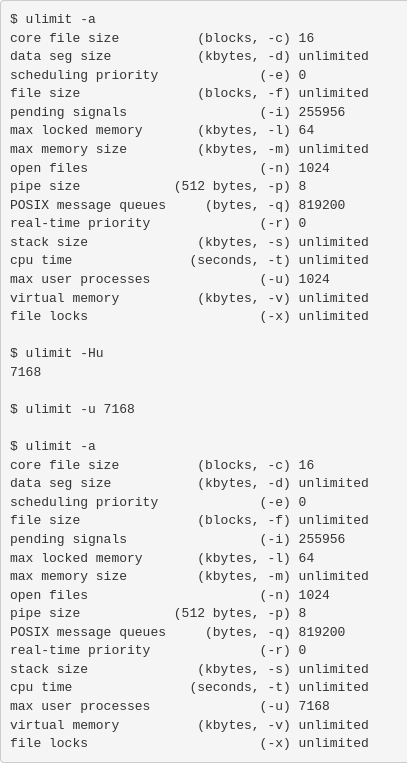 $ ulimit -a
core file size          (blocks, -c) 16
data seg size           (kbytes, -d) unlimited
scheduling priority             (-e) 0
file size               (blocks, -f) unlimited
pending signals                 (-i) 255956
max locked memory       (kbytes, -l) 64
max memory size         (kbytes, -m) unlimited
open files                      (-n) 1024
pipe size            (512 bytes, -p) 8
POSIX message queues     (bytes, -q) 819200
real-time priority              (-r) 0
stack size              (kbytes, -s) unlimited
cpu time               (seconds, -t) unlimited
max user processes              (-u) 1024
virtual memory          (kbytes, -v) unlimited
file locks                      (-x) unlimited

$ ulimit -Hu
7168

$ ulimit -u 7168

$ ulimit -a
core file size          (blocks, -c) 16
data seg size           (kbytes, -d) unlimited
scheduling priority             (-e) 0
file size               (blocks, -f) unlimited
pending signals                 (-i) 255956
max locked memory       (kbytes, -l) 64
max memory size         (kbytes, -m) unlimited
open files                      (-n) 1024
pipe size            (512 bytes, -p) 8
POSIX message queues     (bytes, -q) 819200
real-time priority              (-r) 0
stack size              (kbytes, -s) unlimited
cpu time               (seconds, -t) unlimited
max user processes              (-u) 7168
virtual memory          (kbytes, -v) unlimited
file locks                      (-x) unlimited